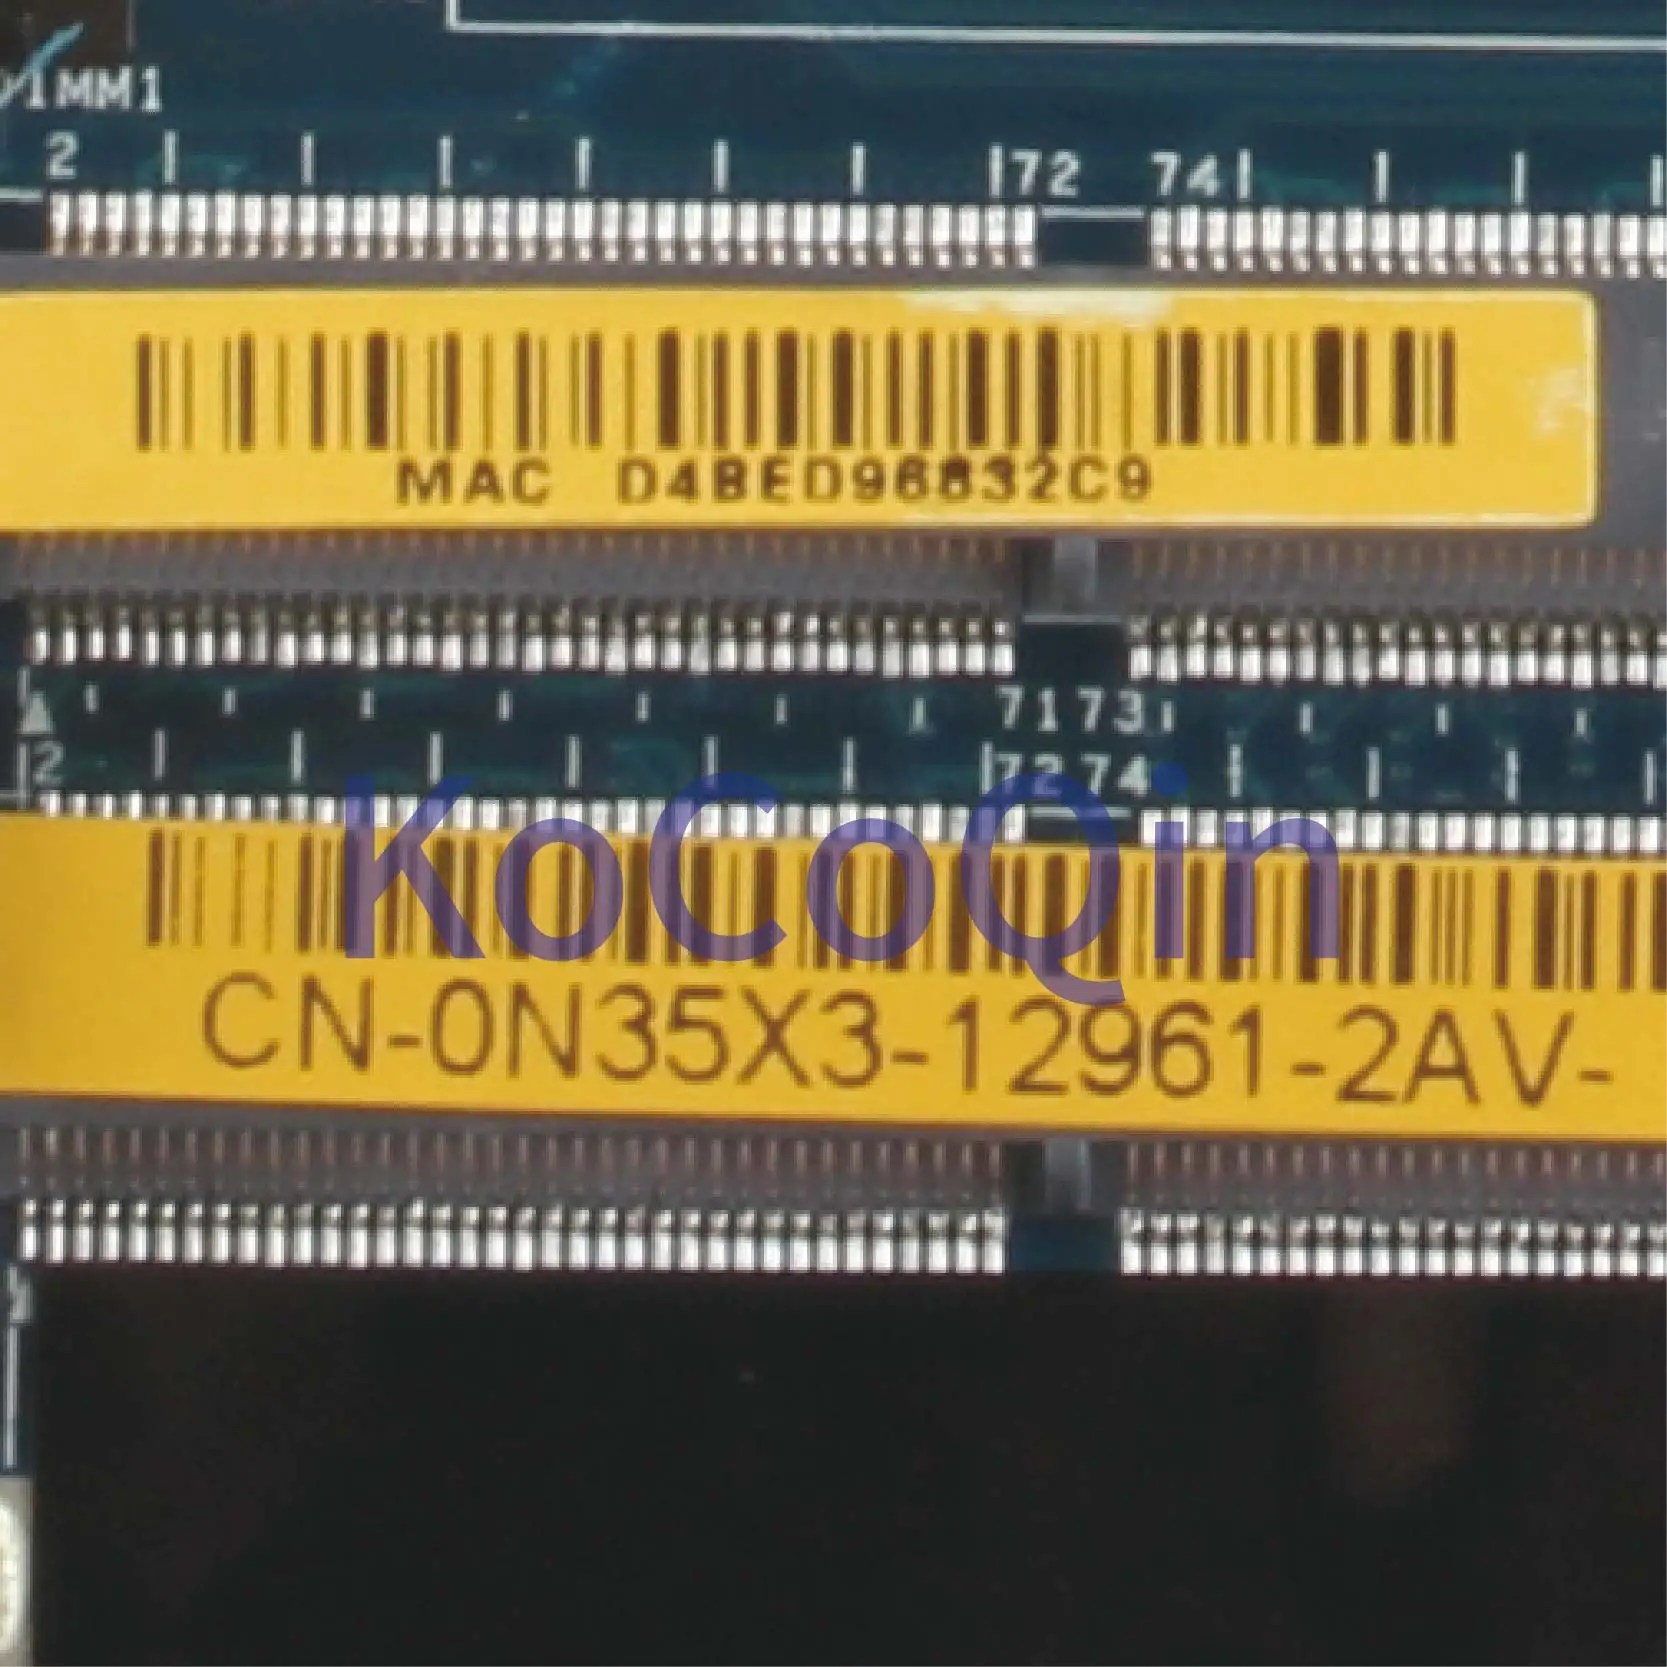 DIMM1
2 72 74
MAC D4BED96832C9
71 73
2 72 74
KoCoQin
CN-0N35X3-12961-2AV-